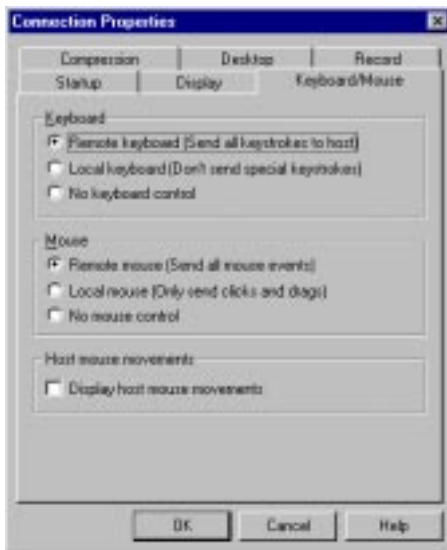 Connection Properties
Compression Desktop Record
Startup Display Keyboard/Mouse
Keyboard
Remote keyboard (Send all keystrokes to host)
Local keyboard (Don't send special keystrokes)
No keyboard control
Mouse
Remote mouse (Send all mouse events)
Local mouse (Only send clicks and drags)
No mouse control
Host mouse movements
Display host mouse movements
OK Cancel Help